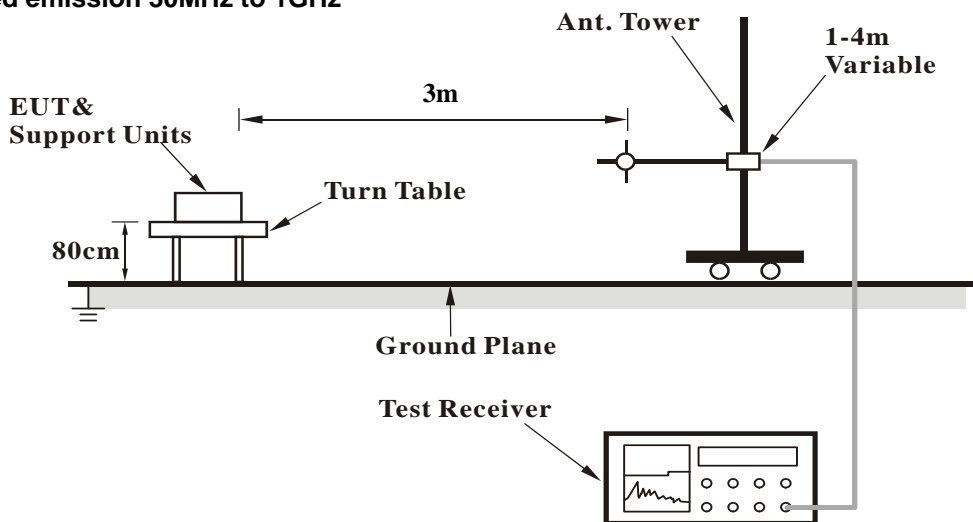 emission 30MHz to 1GHz
Ant. Tower
1-4m
Variable
3m
EUT&
Support Units
Turn Table
80cm
Ground Plane
Test Receiver